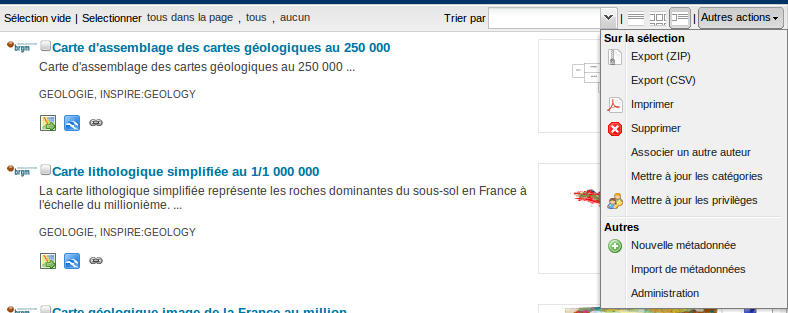 Sélection vide | Selectionner tous dans la page , tous , aucun
Trier par | | Autres actions
brgm
Carte d'assemblage des cartes géologiques au 250 000
Carte d'assemblage des cartes géologiques au 250 000 ...
GEOLOGIE, INSPIRE:GEOLOGY
brgm
Carte lithologique simplifiée au 1/1 000 000
La carte lithologique simplifiée représente les roches dominantes du sous-sol en France à
l'échelle du millionième. ...
GEOLOGIE, INSPIRE:GEOLOGY
brgm
Carte géologique image de la France au million
Sur la sélection
Export (ZIP)
Export (CSV)
Imprimer
Supprimer
Associer un autre auteur
Mettre à jour les catégories
Mettre à jour les privilèges
Autres
Nouvelle métadonnée
Import de métadonnées
Administration